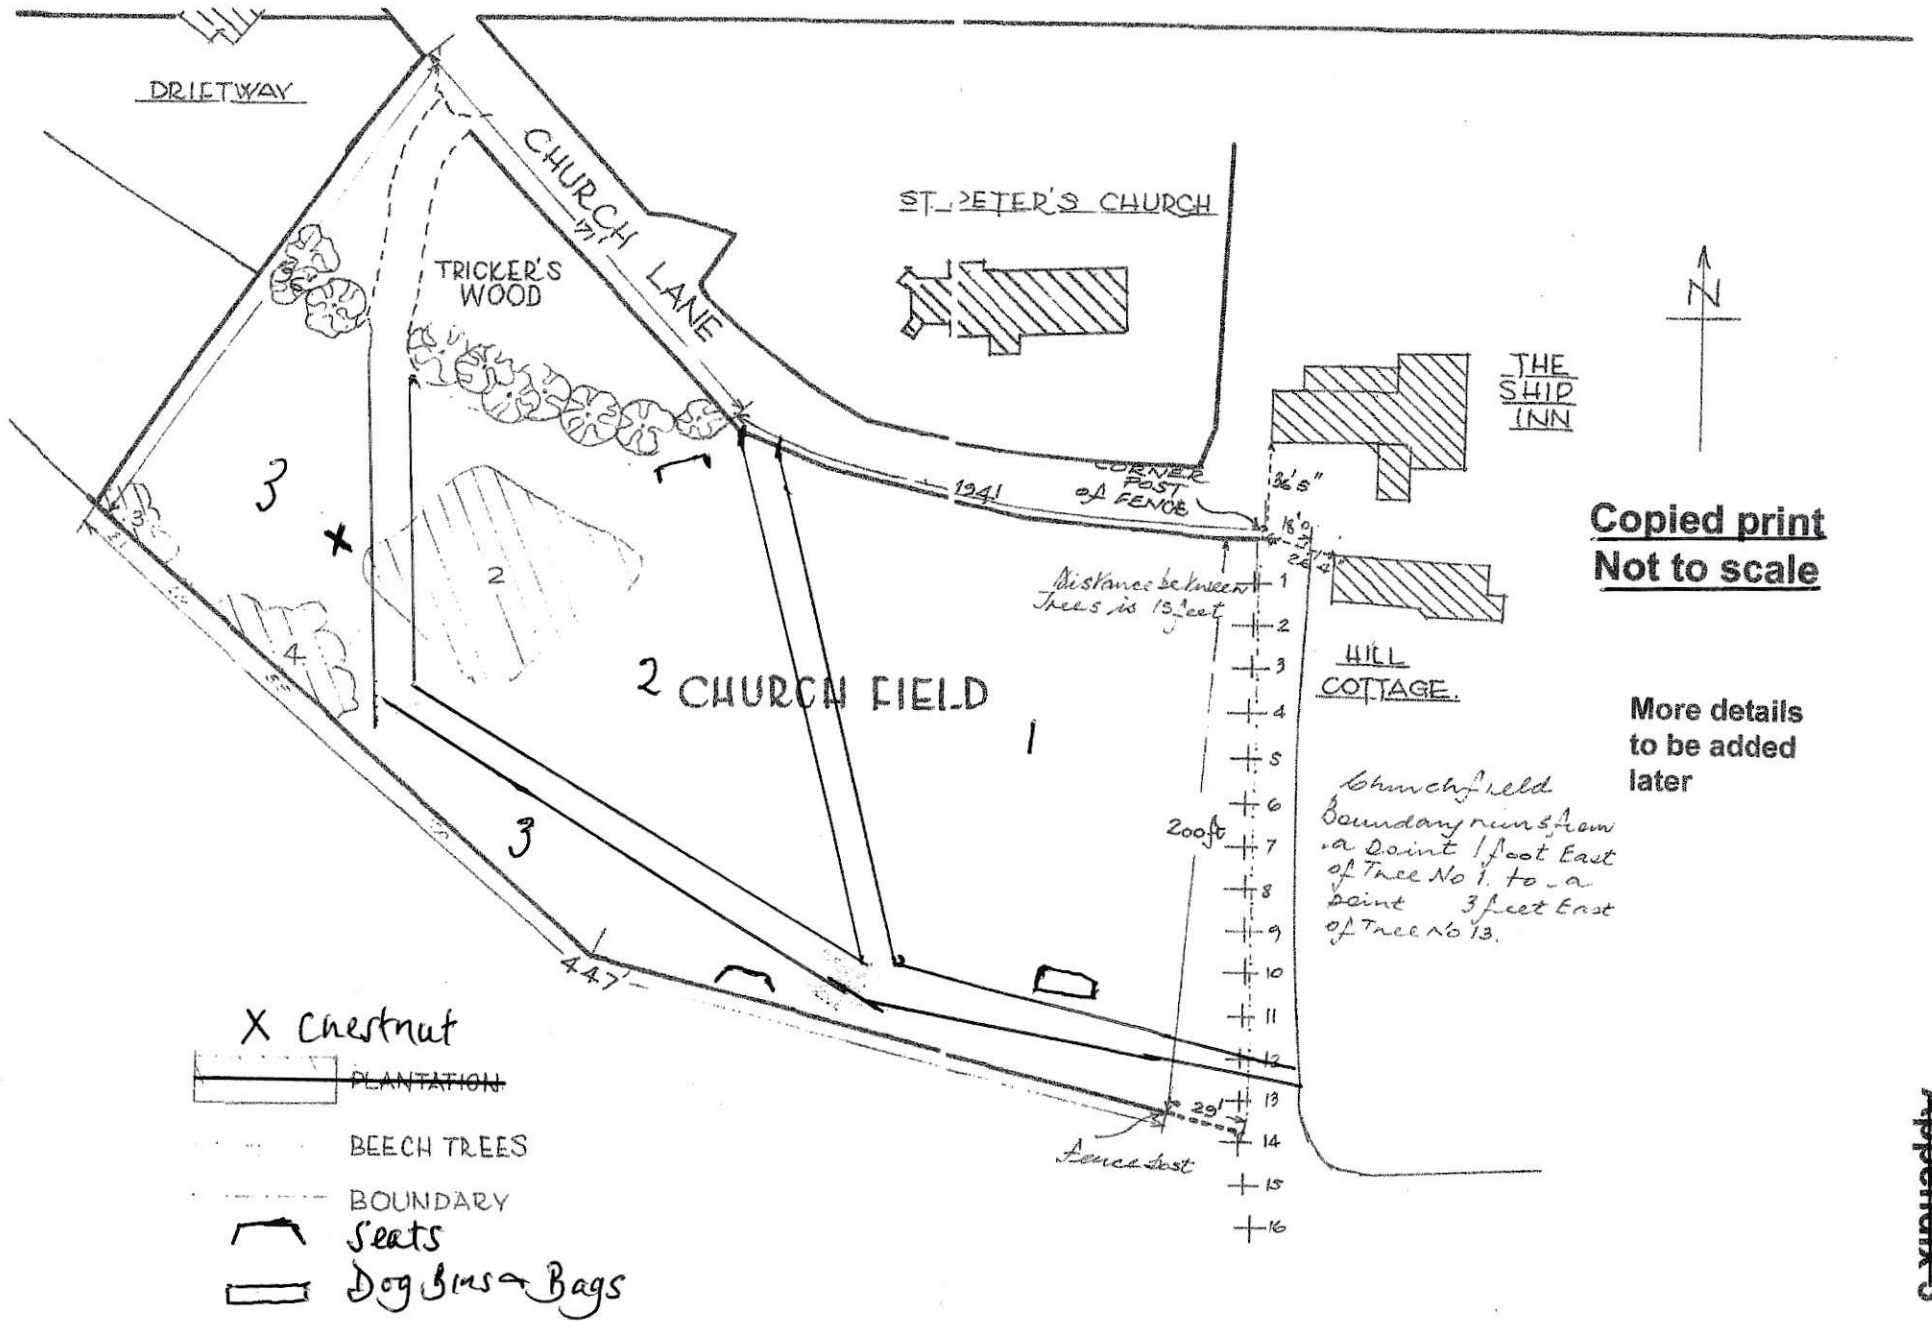 DRIFTWAY
CHURCH
LANE
171'
ST. PETER'S CHURCH
TRICKER'S
WOOD
N
THE
SHIP
INN
CORNER
POST
of FENCE
194'
36'5"
18'0
26'4"
Copied print
Not to scale
3
X
3
2
4
Distance between
Trees is 15 feet
1
2
3
4
5
6
7
8
9
10
11
12
13
14
15
16
HILL
COTTAGE.
2 CHURCH FIELD
1
More details
to be added
later
200ft
Churchfield
Boundary runs from
a Point 1 foot East
of Tree No 1. to a
point 3 feet East
of Tree No 13.
3
447'
29'
fence post
X Chestnut
PLANTATION
BEECH TREES
BOUNDARY
Seats
Dog Bins & Bags